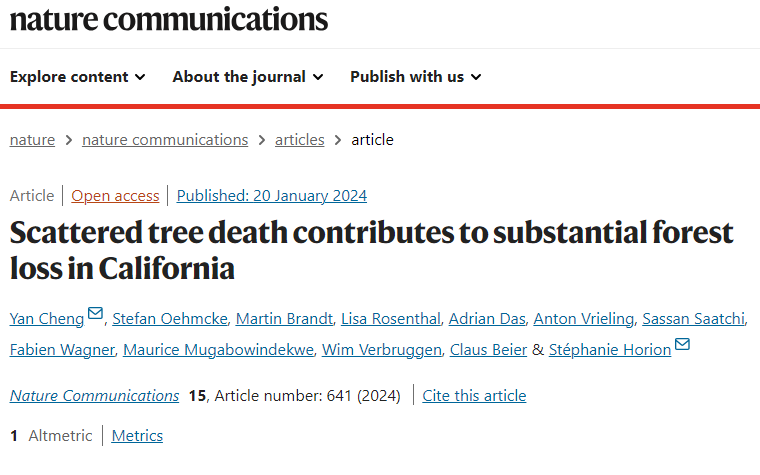 nature communications
Explore content About the journal Publish with us
nature > nature communications > articles > article
Article | Open access | Published: 20 January 2024
Scattered tree death contributes to substantial forest
loss in California
Yan Cheng, Stefan Oehmcke, Martin Brandt, Lisa Rosenthal, Adrian Das, Anton Vrieling, Sassan Saatchi,
Fabien Wagner, Maurice Mugabowindekwe, Wim Verbruggen, Claus Beier & Stéphanie Horion
Nature Communications 15, Article number: 641 (2024) | Cite this article
1 Altmetric | Metrics